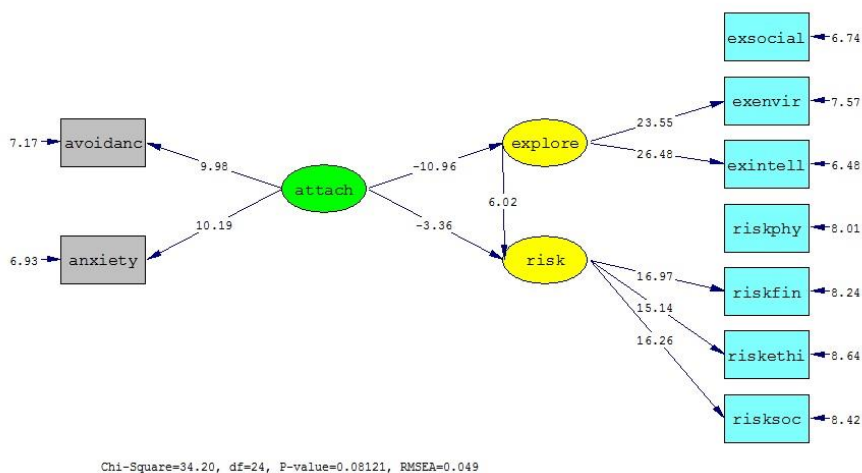 exsocial
6.74
exenvir
7.57
7.17
avoidanc
23.55
explore
9.98
-10.96
26.48
exintell
6.48
attach
6.02
10.19
-3.36
riskphy
8.01
6.93
anxiety
risk
16.97
riskfin
8.24
15.14
16.26
riskethi
8.64
risksoc
8.42
Chi-Square=34.20, df=24, P-value=0.08121, RMSEA=0.049